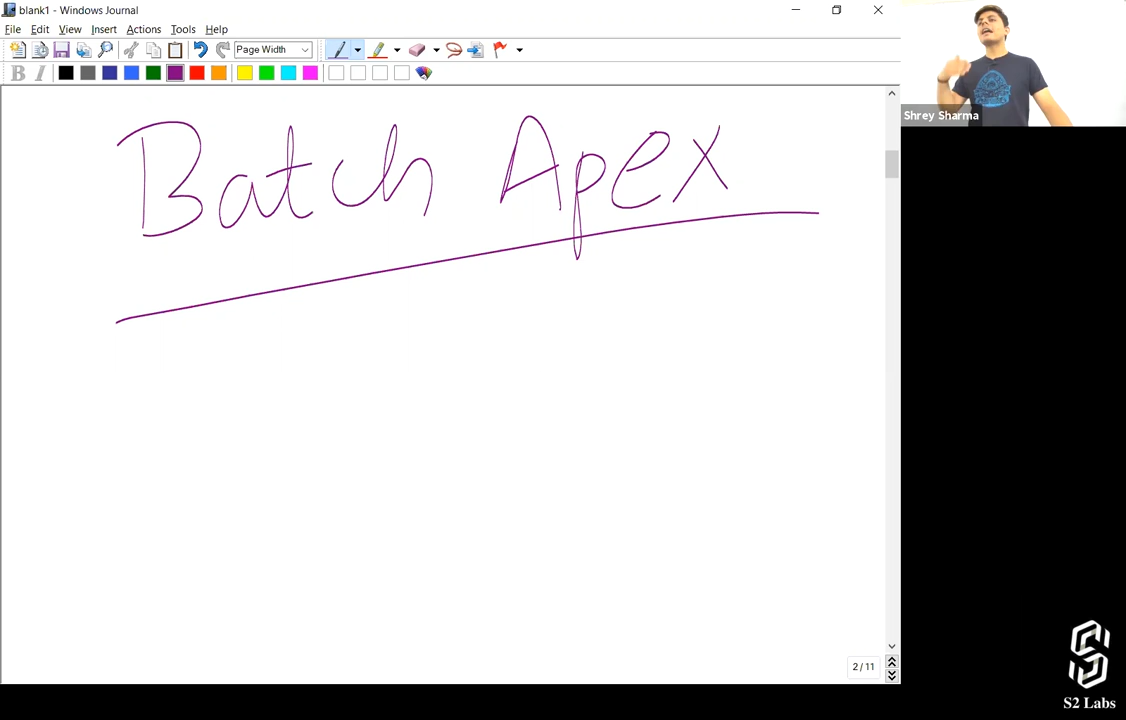 blank1 - Windows Journal
File Edit View Insert Actions Tools Help
Page Width
B I
Shrey Sharma
Batch Apex
2 / 11
S2 Labs